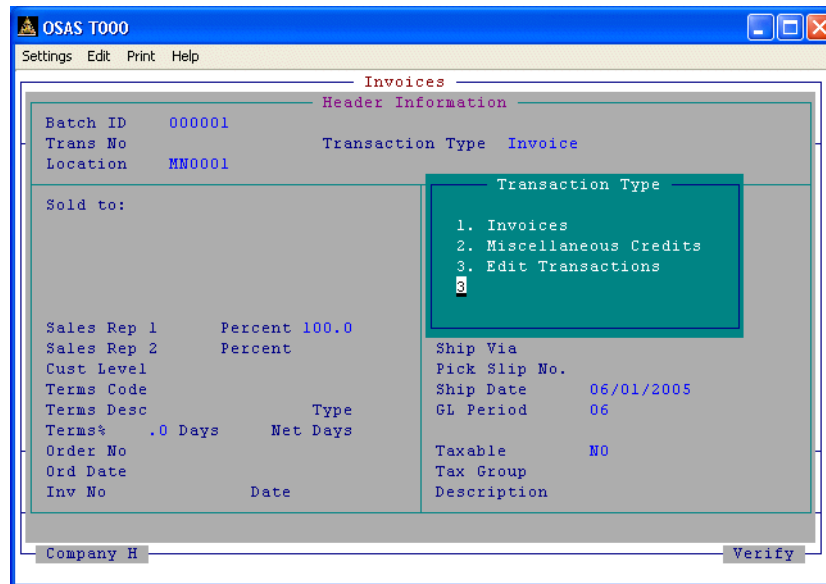 OSAS T000
Settings Edit Print Help
Invoices
Header Information
Batch ID 000001
Trans No Transaction Type Invoice
Location MN0001
Transaction Type
Sold to:
1. Invoices
2. Miscellaneous Credits
3. Edit Transactions
3
Sales Rep 1 Percent 100.0
Sales Rep 2 Percent Ship Via
Cust Level Pick Slip No.
Terms Code Ship Date 06/01/2005
Terms Desc Type GL Period 06
Terms% .0 Days Net Days
Order No Taxable NO
Ord Date Tax Group
Inv No Date Description
Company H Verify